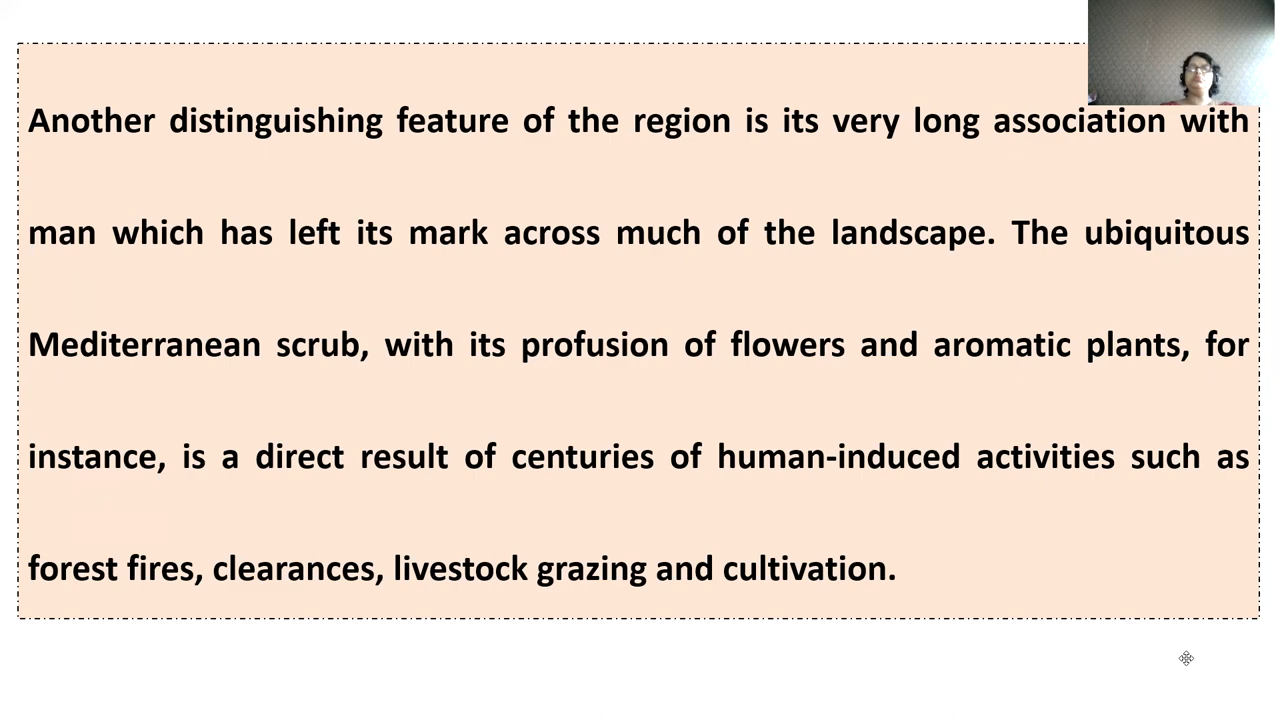 Another distinguishing feature of the region is its very long association with
man which has left its mark across much of the landscape. The ubiquitous
Mediterranean scrub, with its profusion of flowers and aromatic plants, for
instance, is a direct result of centuries of human-induced activities such as
forest fires, clearances, livestock grazing and cultivation.